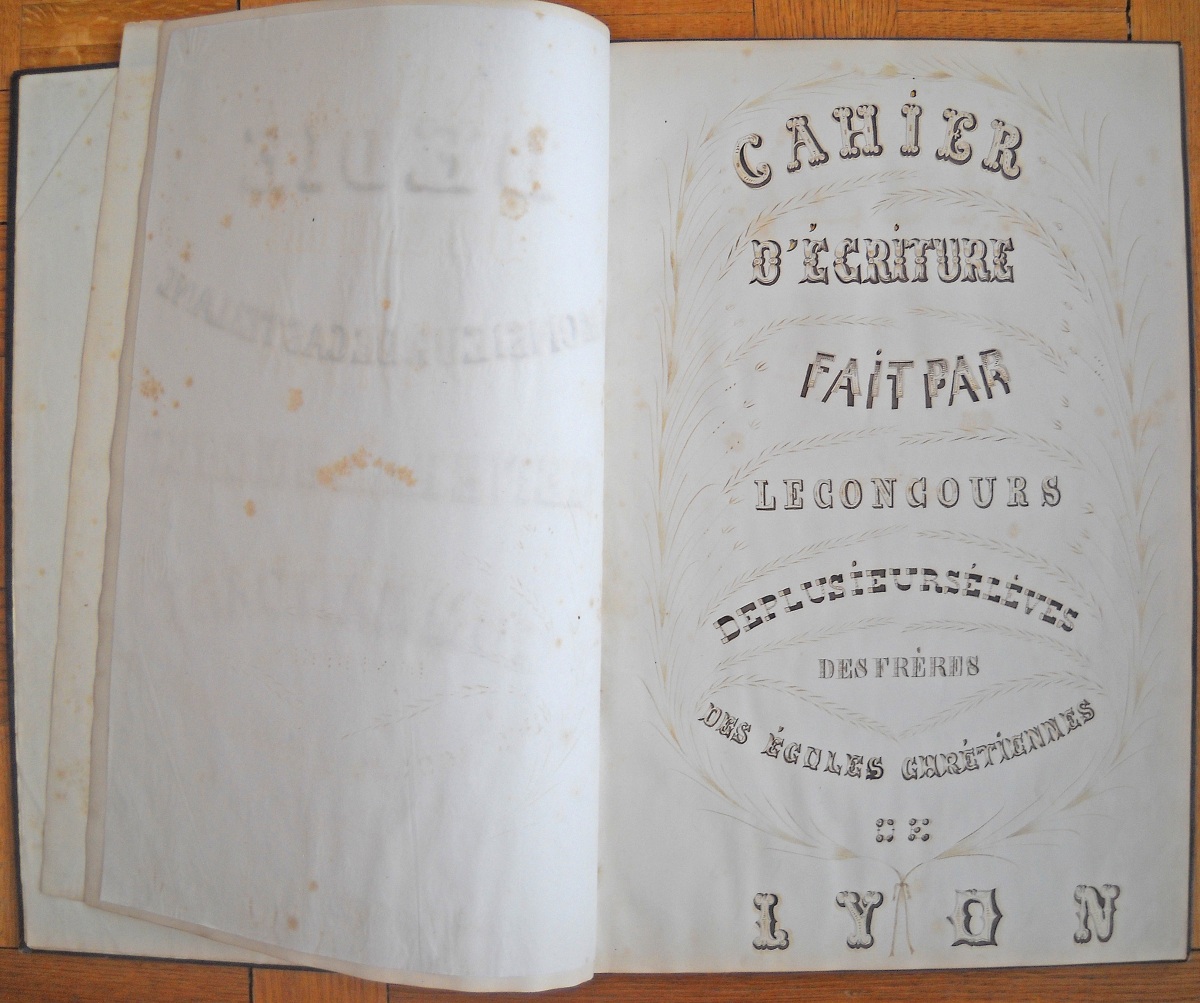 CAHIER
D'ÉCRITURE
FAIT PAR
LE CONCOURS
DE PLUSIEURS ÉLÈVES
DES FRÈRES
DES ÉCOLES CHRÉTIENNES
DE
LYON